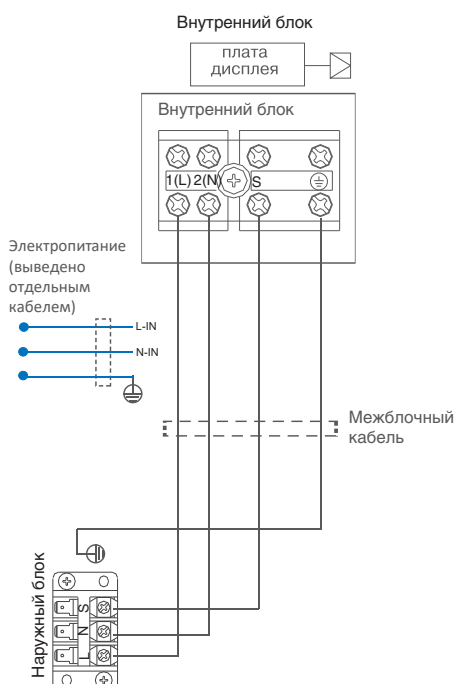 Внутренний блок
плата
дисплея
Внутренний блок
1(L) 2(N) S
Электропитание
(выведено
отдельным
кабелем)
L-IN
N-IN
Межблочный
кабель
Наружный блок
S
N
L